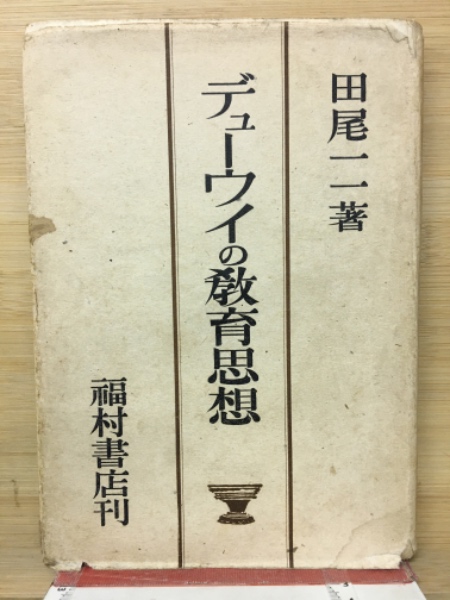 田尾一一著
デューウイの教育思想
福村書店刊